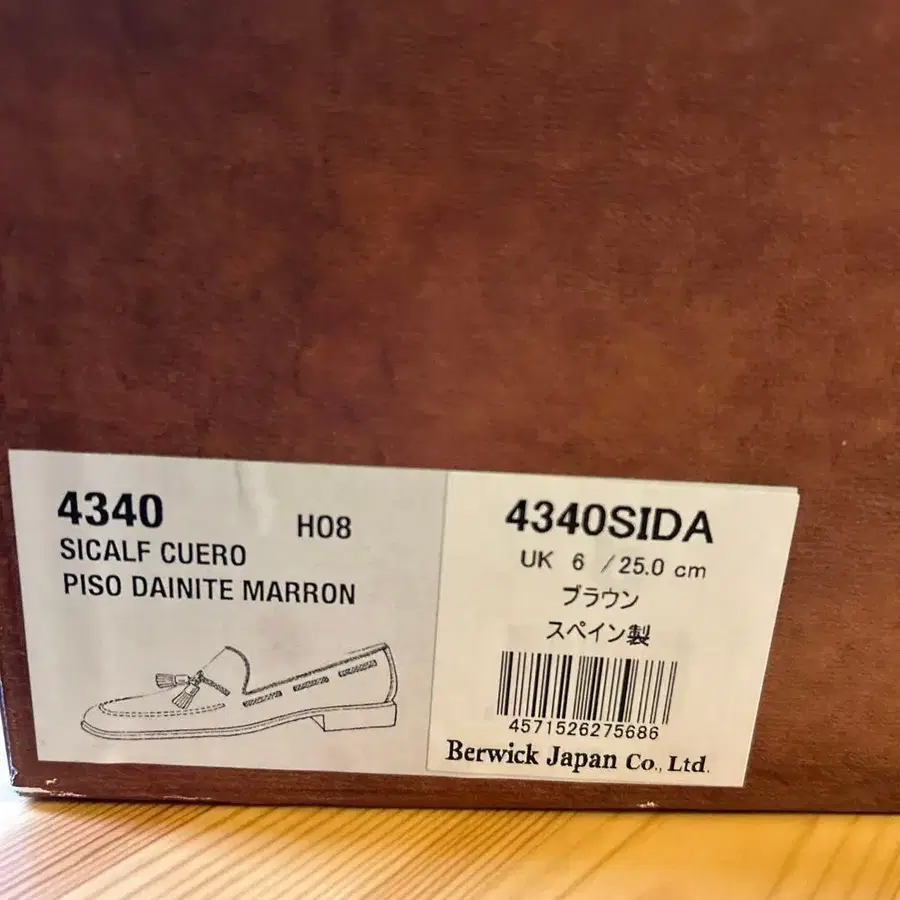 4340
H08
SICALF CUERO
PISO DAINITE MARRON
4340SIDA
UK 6 /25.0 cm
ブラウン
スペイン製
4571526275686
Berwick Japan Co., Ltd.